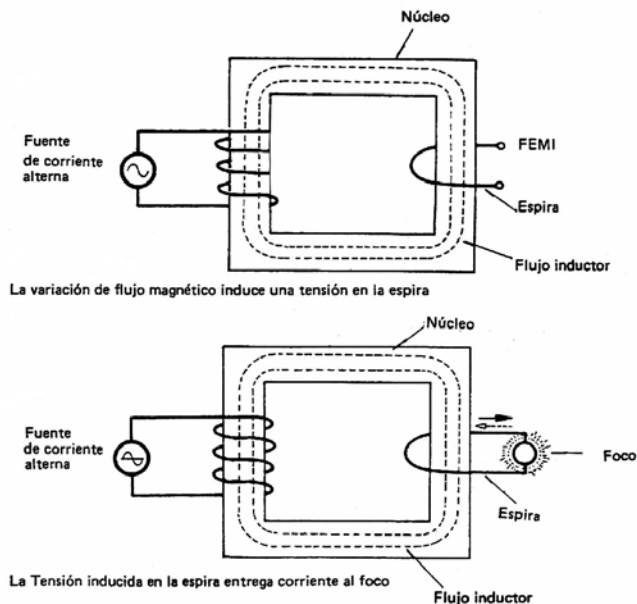 Núcleo
Fuente
de corriente
alterna
FEMI
Espira
Flujo inductor
La variación de flujo magnético induce una tensión en la espira
Núcleo
Fuente
de corriente
alterna
Foco
Espira
La Tensión inducida en la espira entrega corriente al foco
Flujo inductor